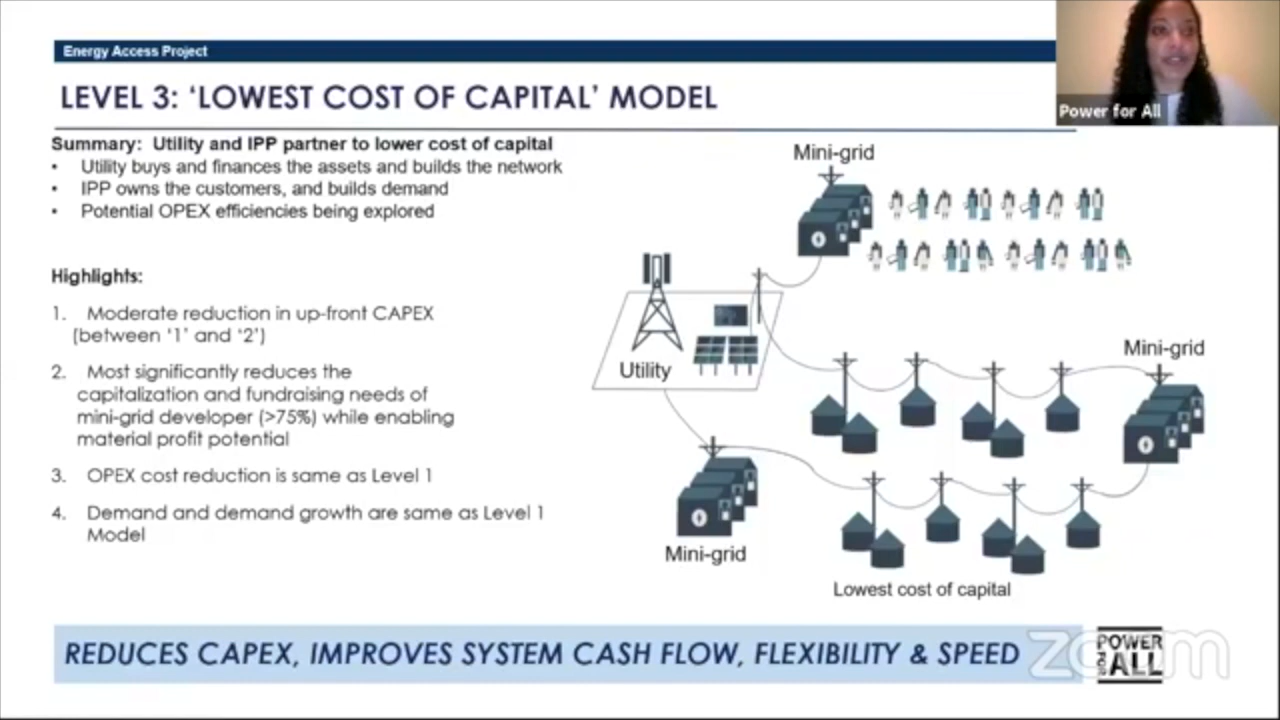 Energy Access Project
LEVEL 3: ‘LOWEST COST OF CAPITAL’ MODEL
Power for All
Summary: Utility and IPP partner to lower cost of capital
• Utility buys and finances the assets and builds the network
• IPP owns the customers, and builds demand
• Potential OPEX efficiencies being explored
Highlights:
1. Moderate reduction in up-front CAPEX
(between ‘1’ and ‘2’)
2. Most significantly reduces the
capitalization and fundraising needs of
mini-grid developer (>75%) while enabling
material profit potential
3. OPEX cost reduction is same as Level 1
4. Demand and demand growth are same as Level 1
Model
Mini-grid
Utility
Mini-grid
Mini-grid
Lowest cost of capital
REDUCES CAPEX, IMPROVES SYSTEM CASH FLOW, FLEXIBILITY & SPEED
zoom
POWER
FOR
ALL